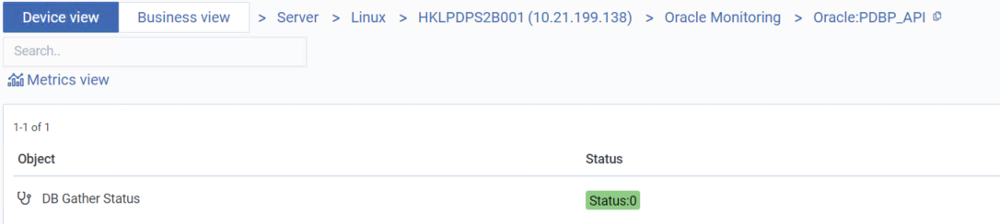 Device view Business view > Server > Linux > HKLPDPS2B001 (10.21.199.138) > Oracle Monitoring > Oracle:PDBP_API
Search..
Metrics view
1-1 of 1
Object Status
DB Gather Status Status:0